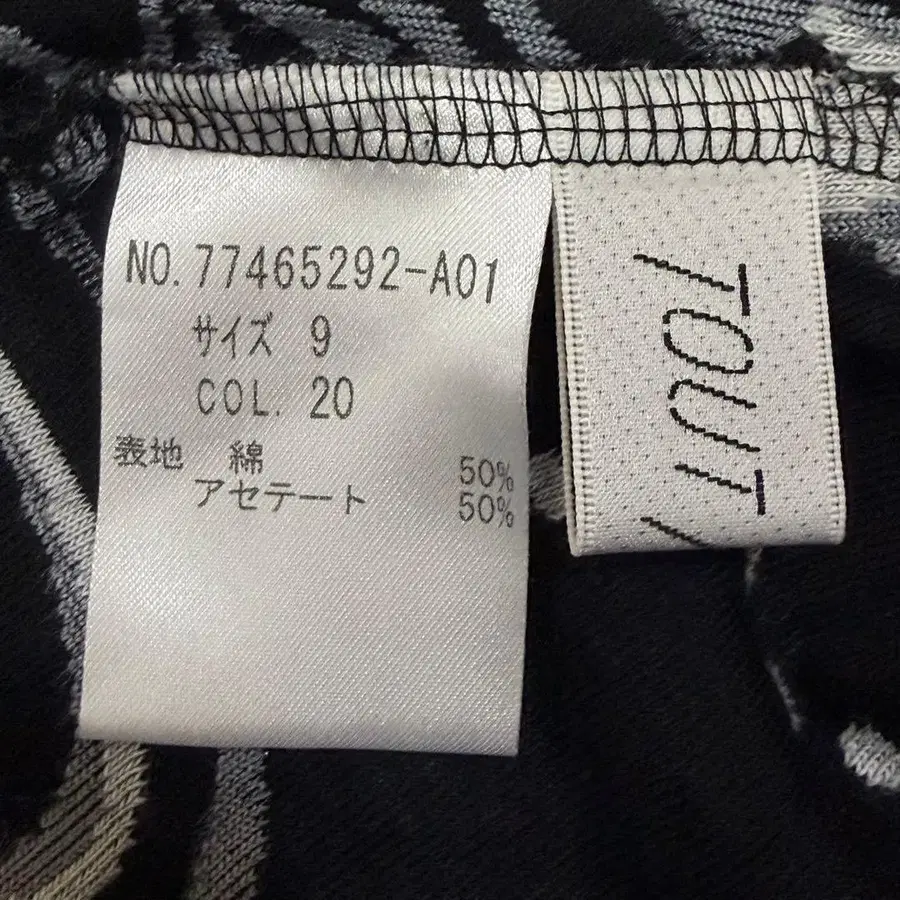 NO.77465292-A01
サイズ 9
COL. 20
表地 綿 50%
アセテート 50%
TOUT